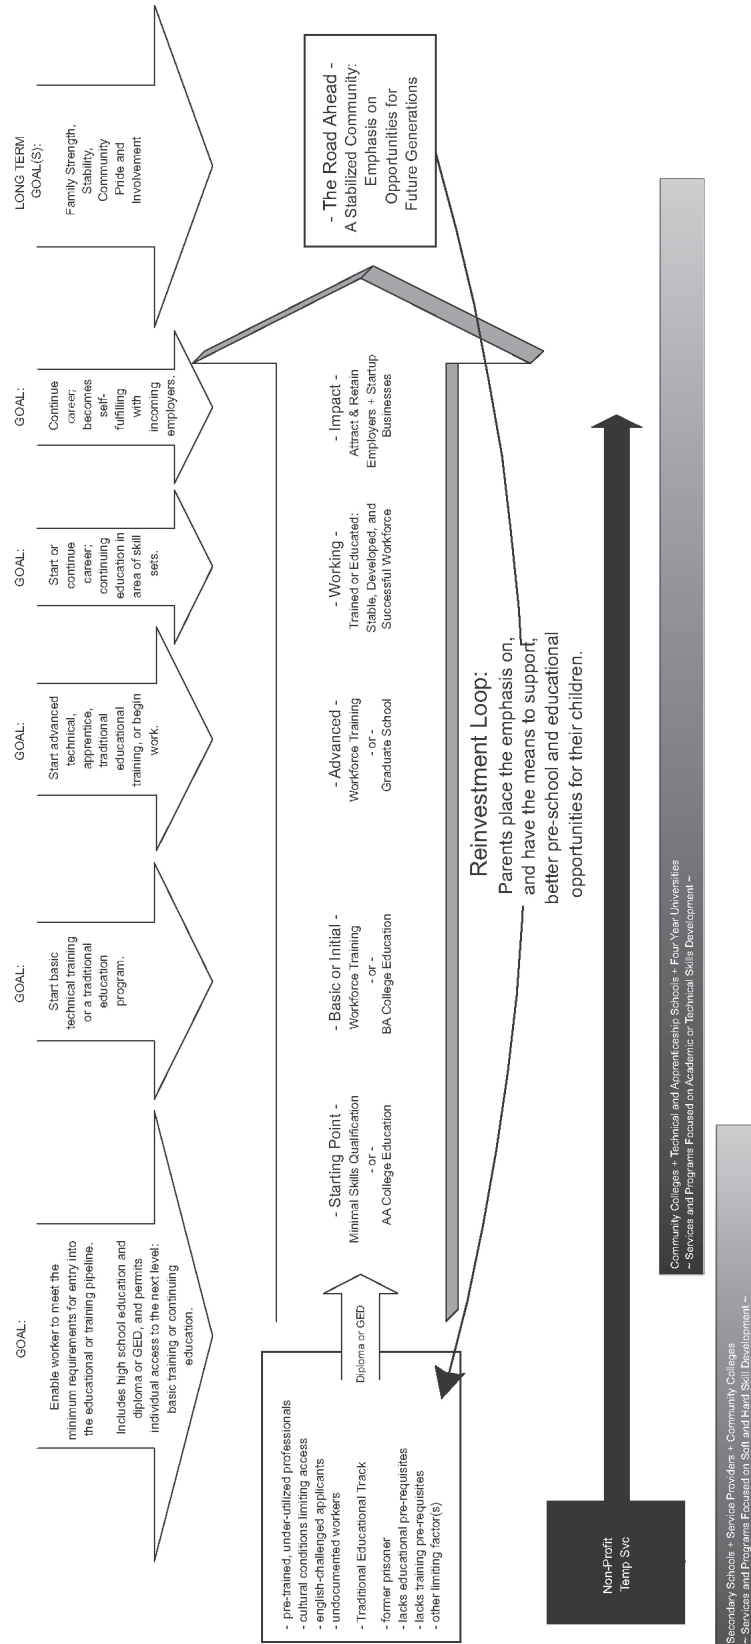 GOAL:
Enable worker to meet the
minimum requirements for entry into
the educational or training pipeline.
Includes high school education and
diploma or GED, and permits
individual access to the next level:
basic training or continuing
education.
GOAL:
Start basic
technical training
or a traditional
education
program.
GOAL:
Start advanced
technical,
apprentice,
traditional
educational
training, or begin
work.
GOAL:
Start or
continue
career;
continuing
education in
area of skill
sets.
GOAL:
Continue
career;
becomes
self-
fulfilling
with
incoming
employers.
LONG TERM
GOAL(S):
Family Strength,
Stability,
Community
Pride and
Involvement
- pre-trained, under-utilized professionals
- cultural conditions limiting access
- english-challenged applicants
- undocumented workers
- Traditional Educational Track
- former prisoner
- lacks educational pre-requisites
- lacks training pre-requisites
- other limiting factor(s)
Diploma or GED
- Starting Point -
Minimal Skills Qualification
- or -
AA College Education
- Basic or Initial -
Workforce Training
- or -
BA College Education
- Advanced -
Workforce Training
- or -
Graduate School
- Working -
Trained or Educated:
Stable, Developed, and
Successful Workforce
- Impact -
Attract & Retain
Employers + Startup
Businesses
- The Road Ahead -
A Stabilized Community:
Emphasis on
Opportunities for
Future Generations
Reinvestment Loop:
Parents place the emphasis on,
and have the means to support,
better pre-school and educational
opportunities for their children.
Non-Profit
Temp Svc
Community Colleges + Technical and Apprenticeship Schools + Four Year Universities
~ Services and Programs Focused on Academic or Technical Skills Development ~
Secondary Schools + Service Providers + Community Colleges
~ Services and Programs Focused on Soft and Hard Skill Development ~